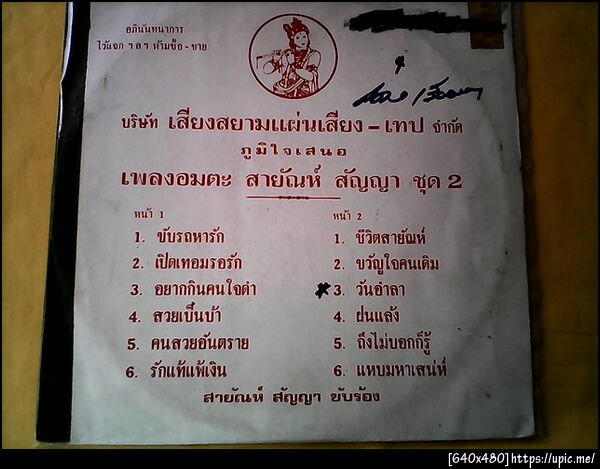 อภินันทนาการ
ไว้แจก ฯลฯ ห้ามซื้อ - ขาย
บริษัท เสียงสยามแผ่นเสียง - เทป จำกัด
ภูมิใจเสนอ
เพลงอมตะ สายัณห์ สัญญา ชุด 2
หน้า 1
1. ขับรถหารัก
2. เปิดเทอมรอรัก
3. อยากกินคนใจดำ
4. สวยเป็นบ้า
5. คนสวยอันตราย
6. รักแท้แพ้เงิน
หน้า 2
1. ชีวิตสายัณห์
2. ขวัญใจคนเดิม
3. วันอำลา
4. ฝนแล้ง
5. ถึงไม่บอกก็รู้
6. แหบมหาเสน่ห์
สายัณห์ สัญญา ขับร้อง
[640x480]https://upic.me/